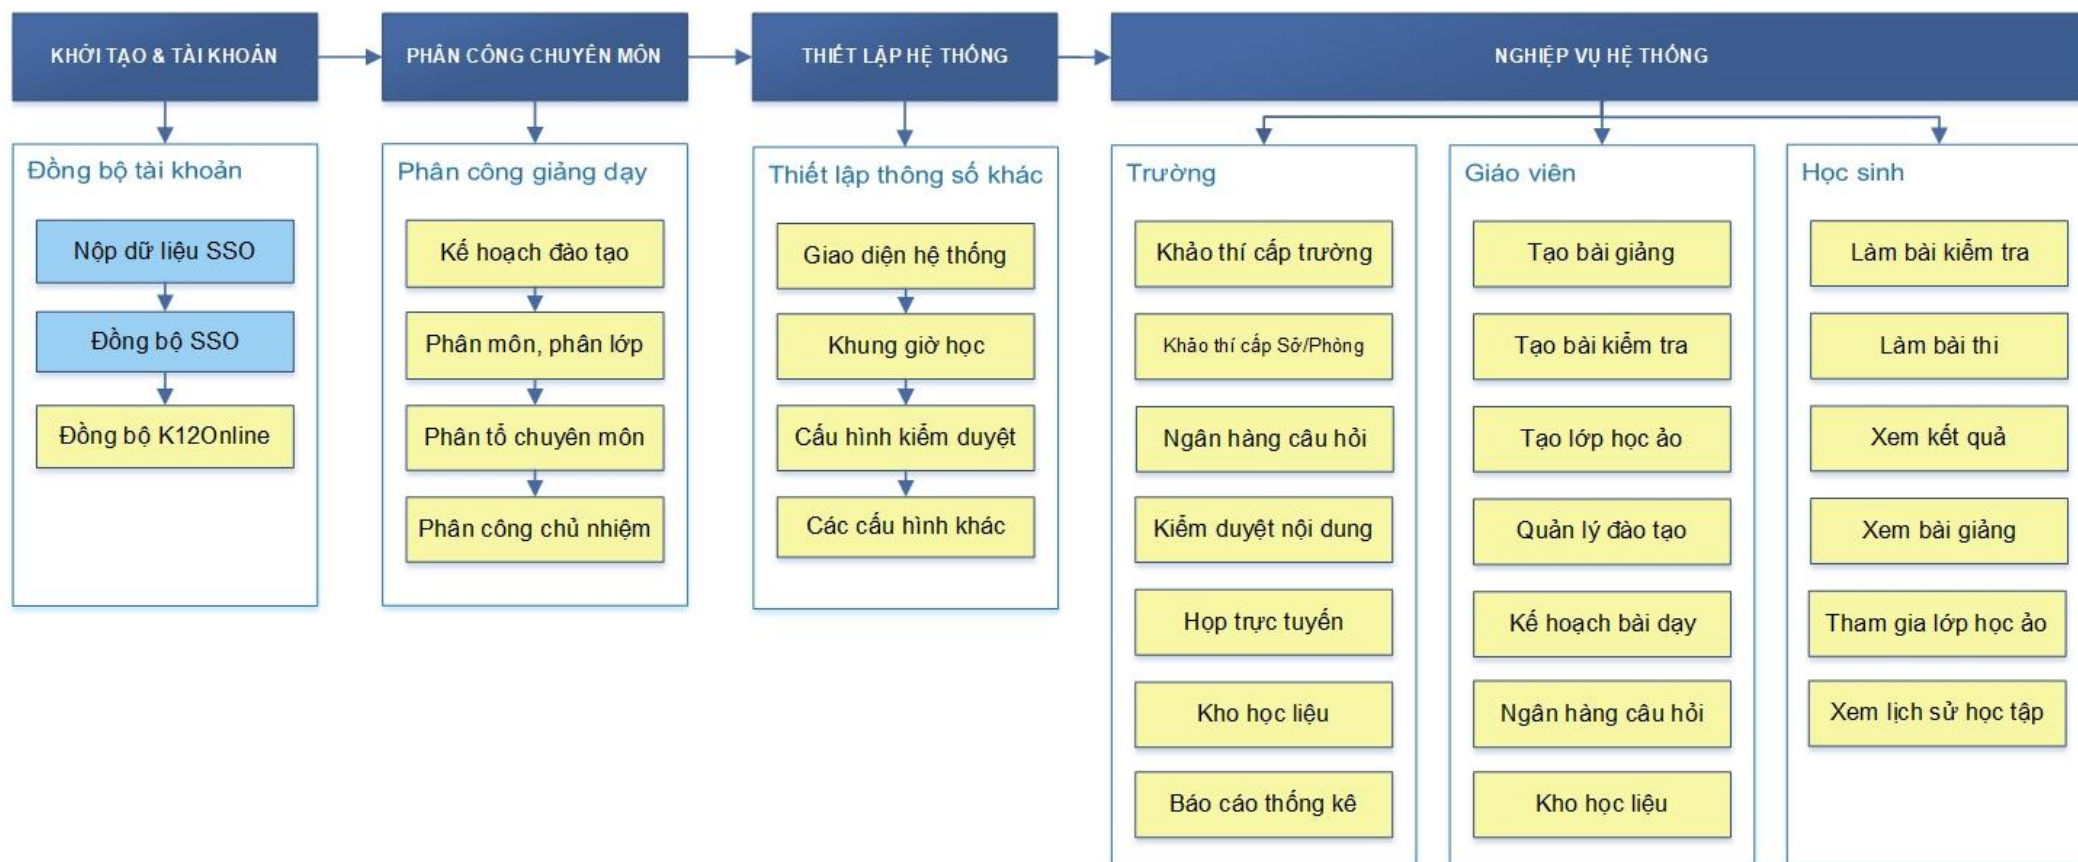 KHỞI TẠO & TÀI KHOẢN
PHÂN CÔNG CHUYÊN MÔN
THIẾT LẬP HỆ THỐNG
NGHIỆP VỤ HỆ THỐNG
Đồng bộ tài khoản
Nộp dữ liệu SSO
Đồng bộ SSO
Đồng bộ K12Online
Phân công giảng dạy
Kế hoạch đào tạo
Phân môn, phân lớp
Phân tổ chuyên môn
Phân công chủ nhiệm
Thiết lập thông số khác
Giao diện hệ thống
Khung giờ học
Cấu hình kiểm duyệt
Các cấu hình khác
Trường
Khảo thí cấp trường
Khảo thí cấp Sở/Phòng
Ngân hàng câu hỏi
Kiểm duyệt nội dung
Họp trực tuyến
Kho học liệu
Báo cáo thống kê
Giáo viên
Tạo bài giảng
Tạo bài kiểm tra
Tạo lớp học ảo
Quản lý đào tạo
Kế hoạch bài dạy
Ngân hàng câu hỏi
Kho học liệu
Học sinh
Làm bài kiểm tra
Làm bài thi
Xem kết quả
Xem bài giảng
Tham gia lớp học ảo
Xem lịch sử học tập